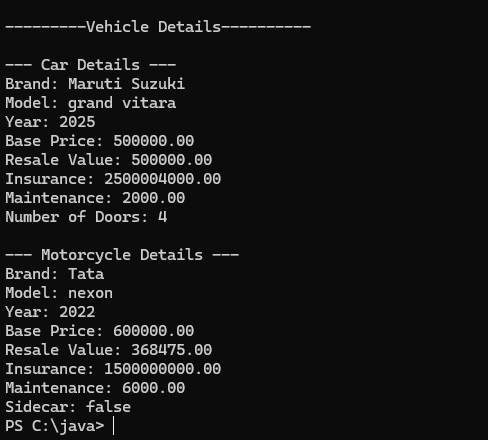 ---------Vehicle Details----------
--- Car Details ---
Brand: Maruti Suzuki
Model: grand vitara
Year: 2025
Base Price: 500000.00
Resale Value: 500000.00
Insurance: 2500004000.00
Maintenance: 2000.00
Number of Doors: 4
--- Motorcycle Details ---
Brand: Tata
Model: nexon
Year: 2022
Base Price: 600000.00
Resale Value: 368475.00
Insurance: 1500000000.00
Maintenance: 6000.00
Sidecar: false
PS C:\java>